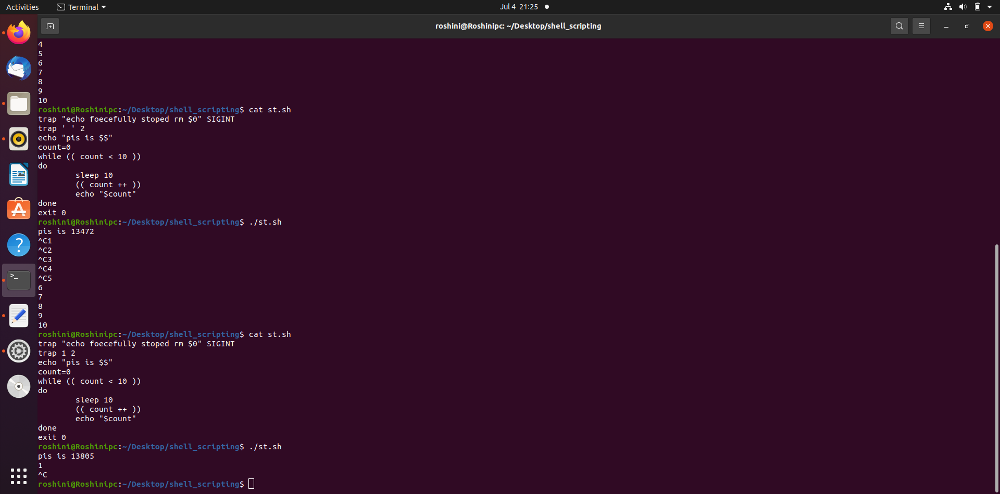 Activities
Terminal
Jul 4 21:25
roshini@Roshinipc: ~/Desktop/shell_scripting
4
5
6
7
8
9
10
roshini@Roshinipc:~/Desktop/shell_scripting$ cat st.sh
trap "echo foecefully stoped rm $0" SIGINT
trap ' ' 2
echo "pis is $$"
count=0
while (( count < 10 ))
do
        sleep 10
        (( count ++ ))
        echo "$count"
done
exit 0
roshini@Roshinipc:~/Desktop/shell_scripting$ ./st.sh
pis is 13472
^C1
^C2
^C3
^C4
^C5
6
7
8
9
10
roshini@Roshinipc:~/Desktop/shell_scripting$ cat st.sh
trap "echo foecefully stoped rm $0" SIGINT
trap 1 2
echo "pis is $$"
count=0
while (( count < 10 ))
do
        sleep 10
        (( count ++ ))
        echo "$count"
done
exit 0
roshini@Roshinipc:~/Desktop/shell_scripting$ ./st.sh
pis is 13805
1
^C
roshini@Roshinipc:~/Desktop/shell_scripting$